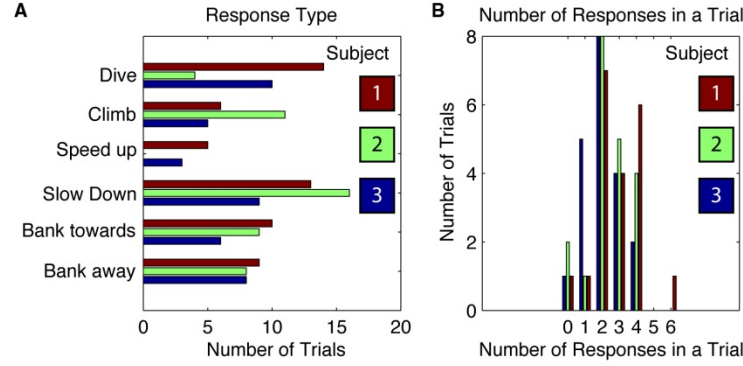 A
Response Type
Dive
Climb
Speed up
Slow Down
Bank towards
Bank away
0 5 10 15 20
Number of Trials
Subject
1
2
3
B
Number of Responses in a Trial
8
6
4
2
0
Number of Trials
0 1 2 3 4 5 6
Number of Responses in a Trial
Subject
1
2
3